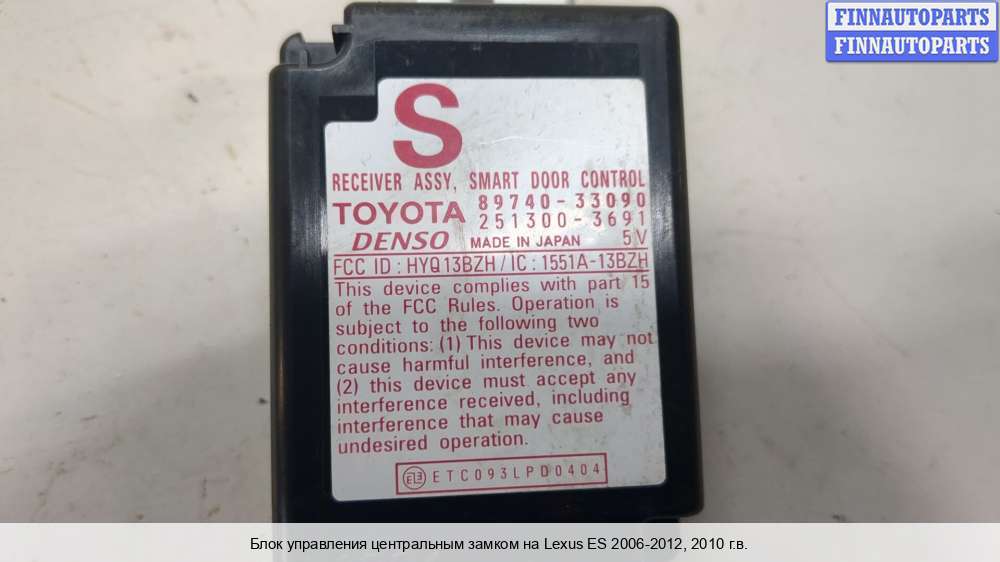 FINNAUTOPARTS
FINNAUTOPARTS
S
RECEIVER ASSY, SMART DOOR CONTROL
TOYOTA 89740-33090
251300-3691
DENSO MADE IN JAPAN 5V
FCC ID : HYQ13BZH / IC : 1551A-13BZH
This device complies with part 15
of the FCC Rules. Operation is
subject to the following two
conditions: (1) This device may not
cause harmful interference, and
(2) this device must accept any
interference received, including
interference that may cause
undesired operation.
ETC093LPD0404
Блок управления центральным замком на Lexus ES 2006-2012, 2010 г.в.